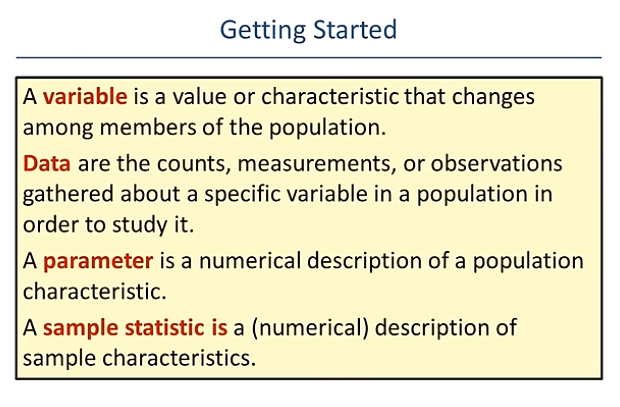 Getting Started
A variable is a value or characteristic that changes
among members of the population.
Data are the counts, measurements, or observations
gathered about a specific variable in a population in
order to study it.
A parameter is a numerical description of a population
characteristic.
A sample statistic is a (numerical) description of
sample characteristics.